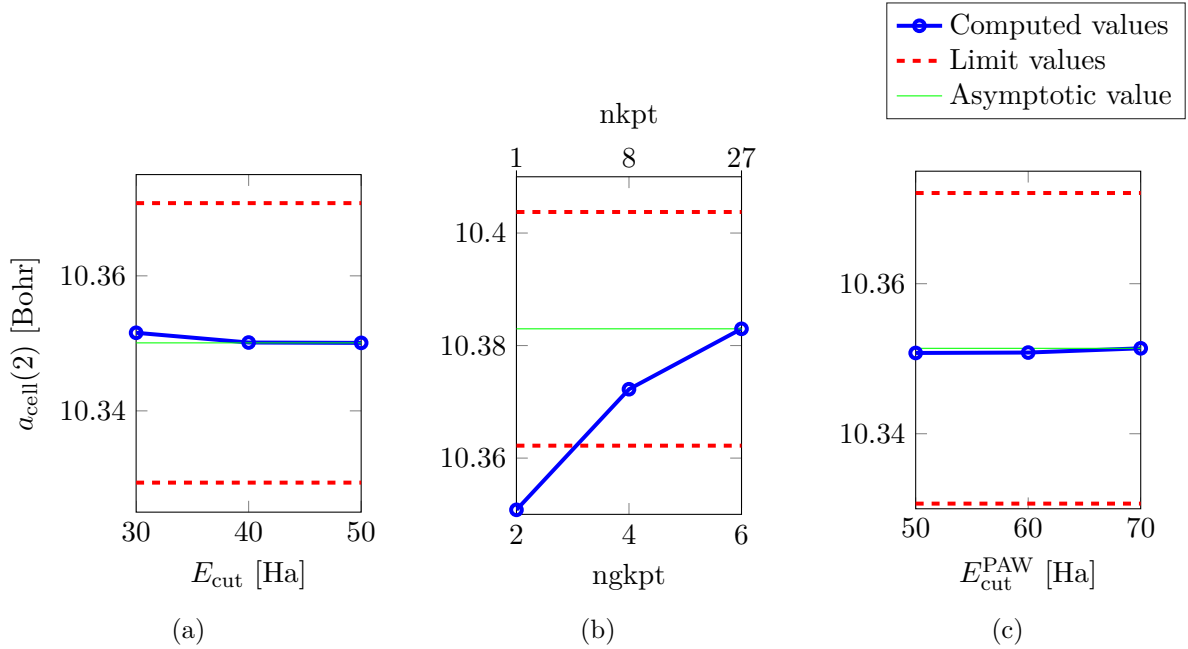 Computed values
Limit values
Asymptotic value
a_cell(2) [Bohr]
10.36
10.34
30 40 50
E_cut [Ha]
(a)
nkpt
1 8 27
10.4
10.38
10.36
2 4 6
ngkpt
(b)
10.36
10.34
50 60 70
E_cut^PAW [Ha]
(c)